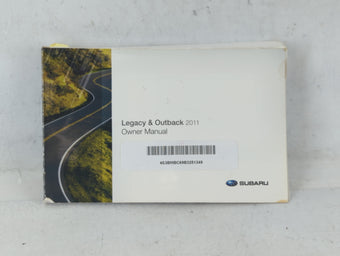 Legacy & Outback 2011
Owner Manual
SUBARU